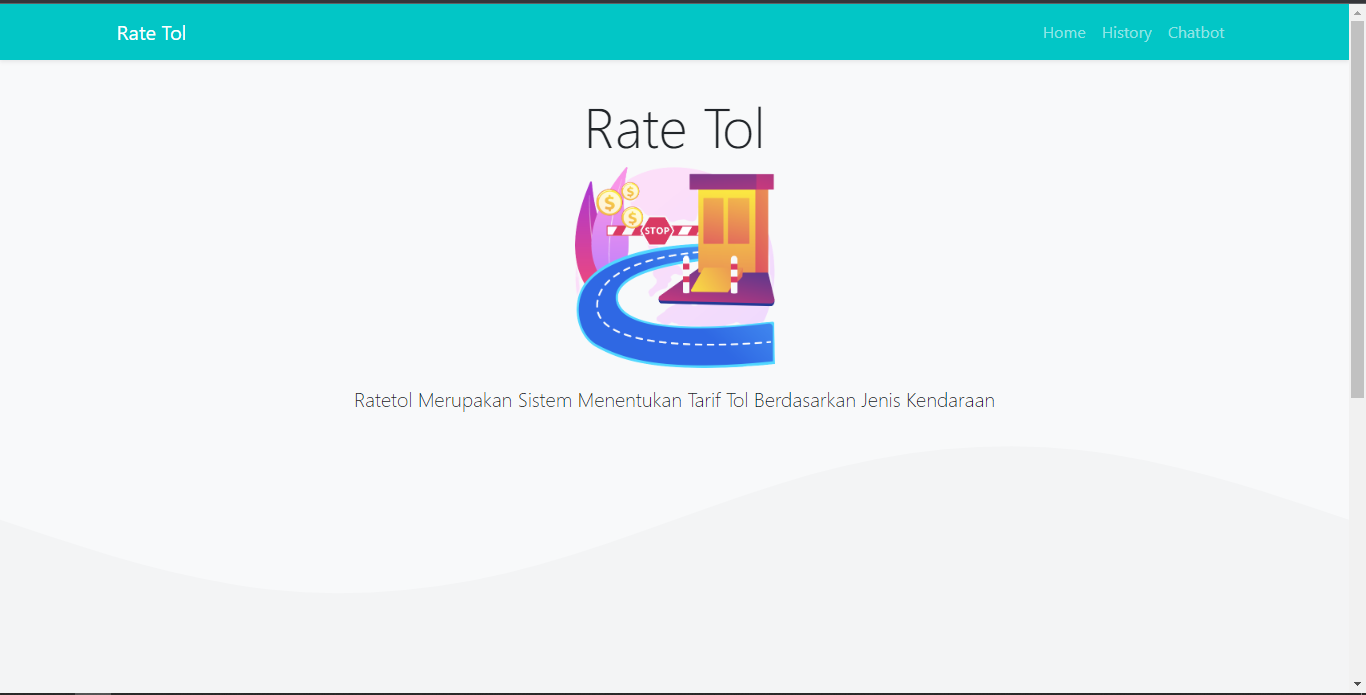 Rate Tol
Home History Chatbot
Rate Tol
$
$
$
STOP
Ratetol Merupakan Sistem Menentukan Tarif Tol Berdasarkan Jenis Kendaraan